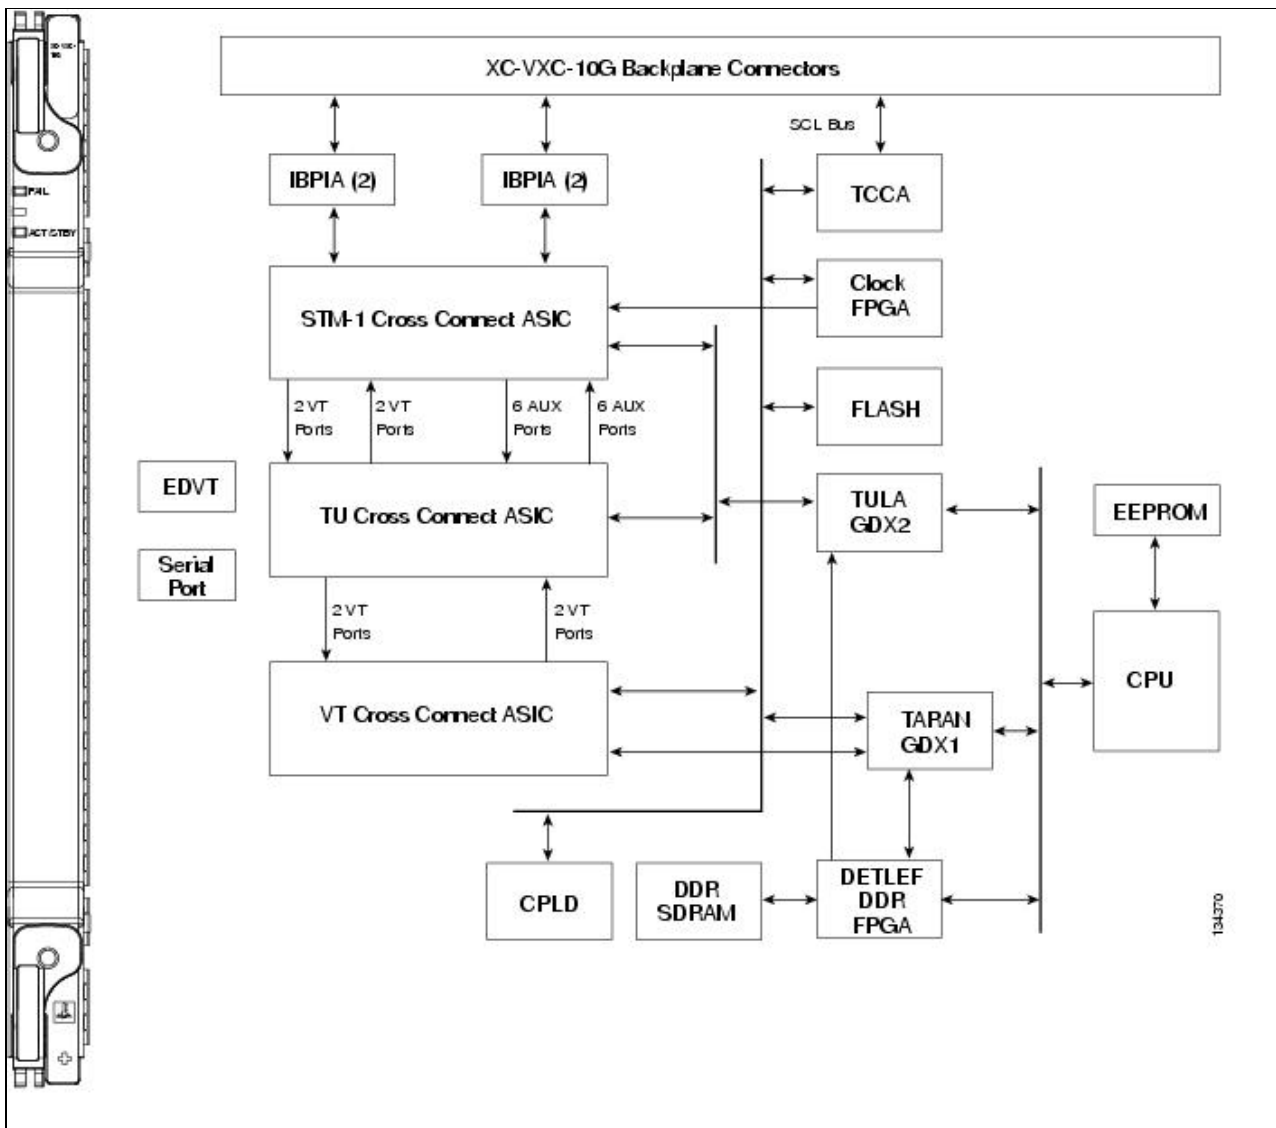 XC-VXC-10G Backplane Connectors
SCL Bus
IBPIA (2)
IBPIA (2)
TCCA
FAIL
ACT/STBY
Clock
FPGA
STM-1 Cross Connect ASIC
2 VT
Ports
2 VT
Ports
6 AUX
Ports
6 AUX
Ports
FLASH
EDVT
TU Cross Connect ASIC
TULA
GDX2
EEPROM
Serial
Port
2 VT
Ports
2 VT
Ports
CPU
VT Cross Connect ASIC
TARAN
GDX1
CPLD
DDR
SDRAM
DETLEF
DDR
FPGA
134370